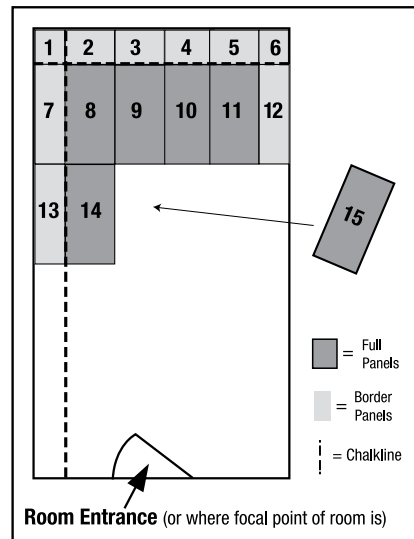 1 2 3 4 5 6
7 8 9 10 11 12
13 14
15
= Full
Panels
= Border
Panels
= Chalkline
Room Entrance (or where focal point of room is)